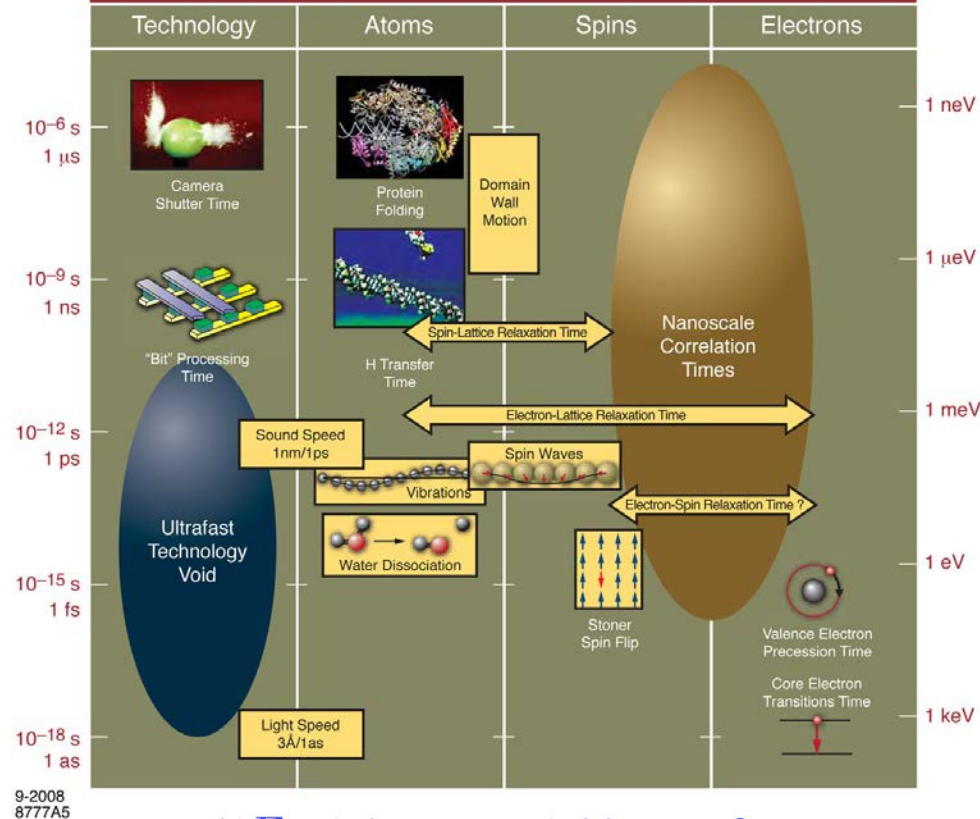 Technology
Atoms
Spins
Electrons
10⁻⁶ s
1 μs
10⁻⁹ s
1 ns
10⁻¹² s
1 ps
10⁻¹⁵ s
1 fs
10⁻¹⁸ s
1 as
Camera
Shutter Time
"Bit" Processing
Time
Ultrafast
Technology
Void
Sound Speed
1nm/1ps
Light Speed
3Å/1as
Protein
Folding
H Transfer
Time
Vibrations
Water Dissociation
Domain
Wall
Motion
Spin-Lattice Relaxation Time
Electron-Lattice Relaxation Time
Spin Waves
Electron-Spin Relaxation Time ?
Stoner
Spin Flip
Nanoscale
Correlation
Times
Valence Electron
Precession Time
Core Electron
Transitions Time
1 neV
1 μeV
1 meV
1 eV
1 keV
9-2008
8777A5